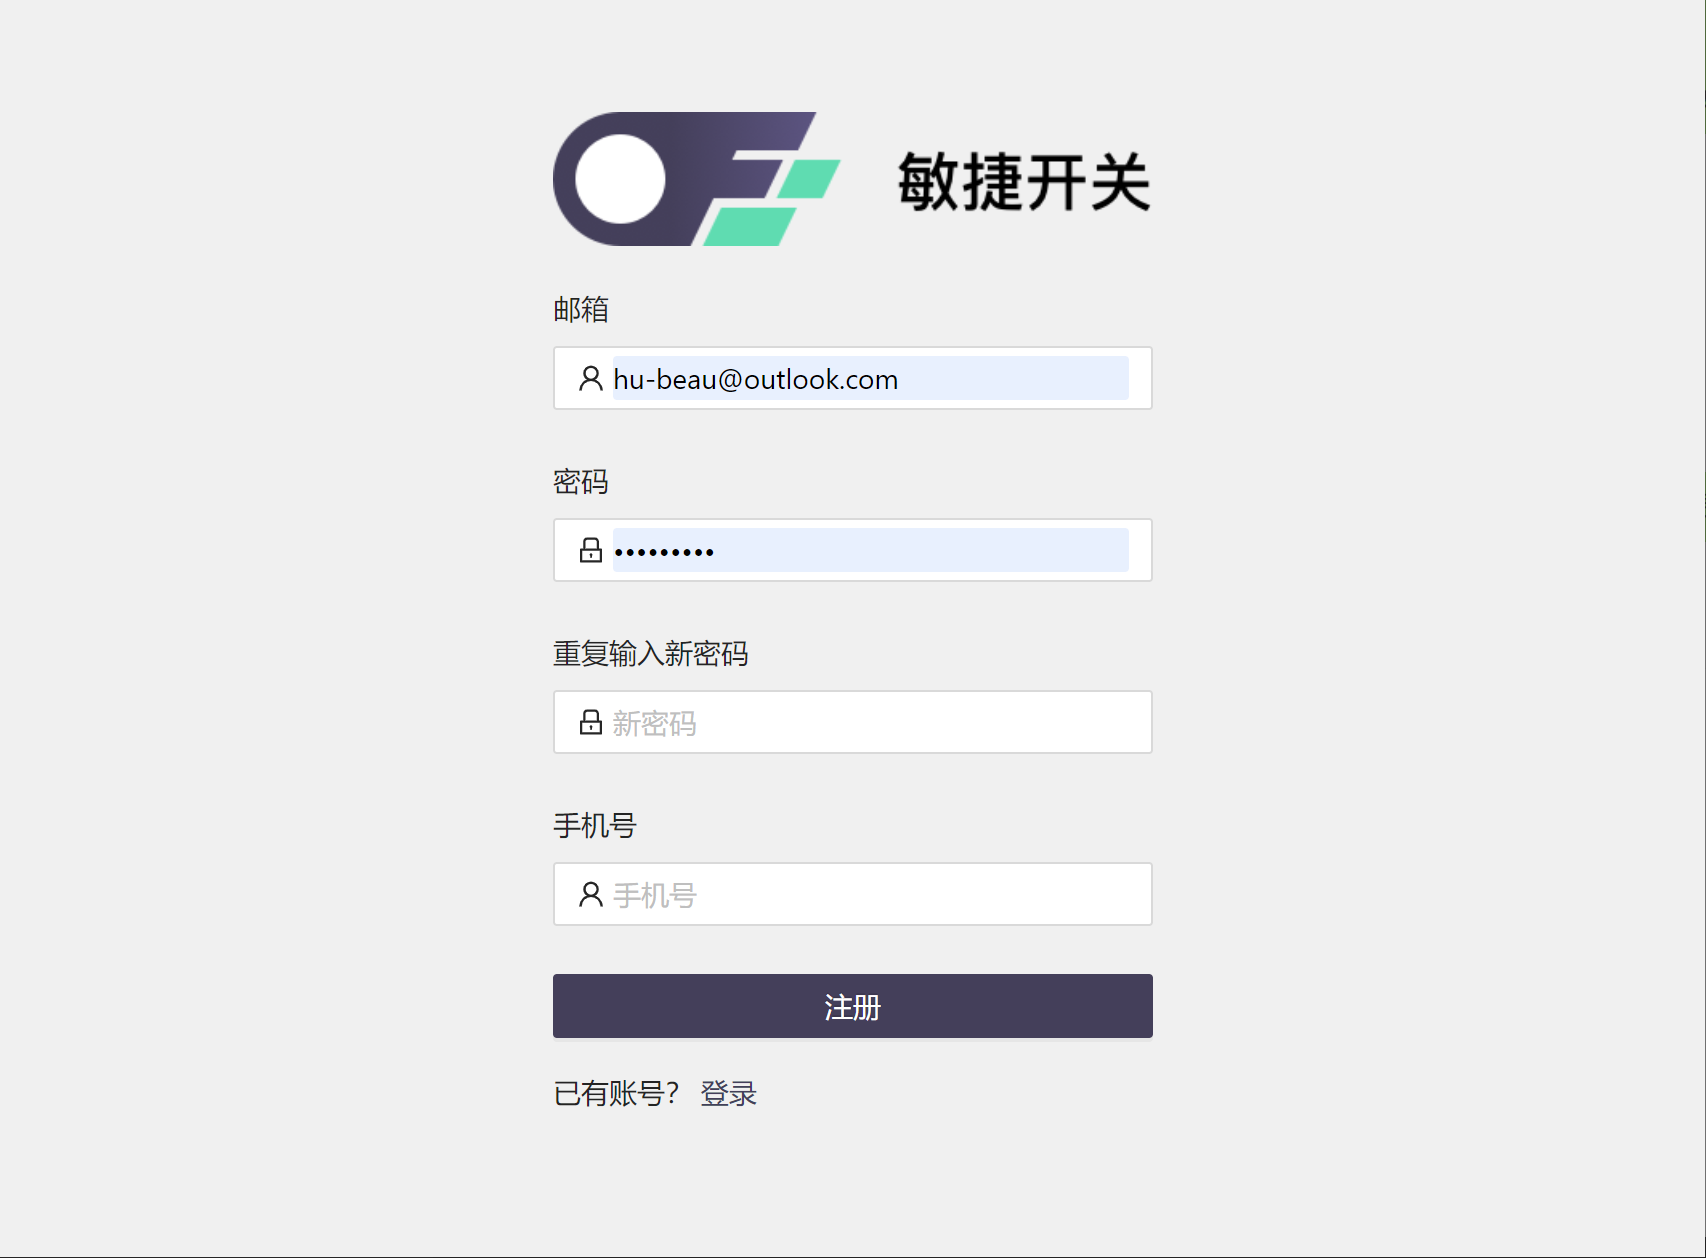 敏捷开关
邮箱
hu-beau@outlook.com
密码
•••••••••
重复输入新密码
新密码
手机号
手机号
注册
已有账号？ 登录